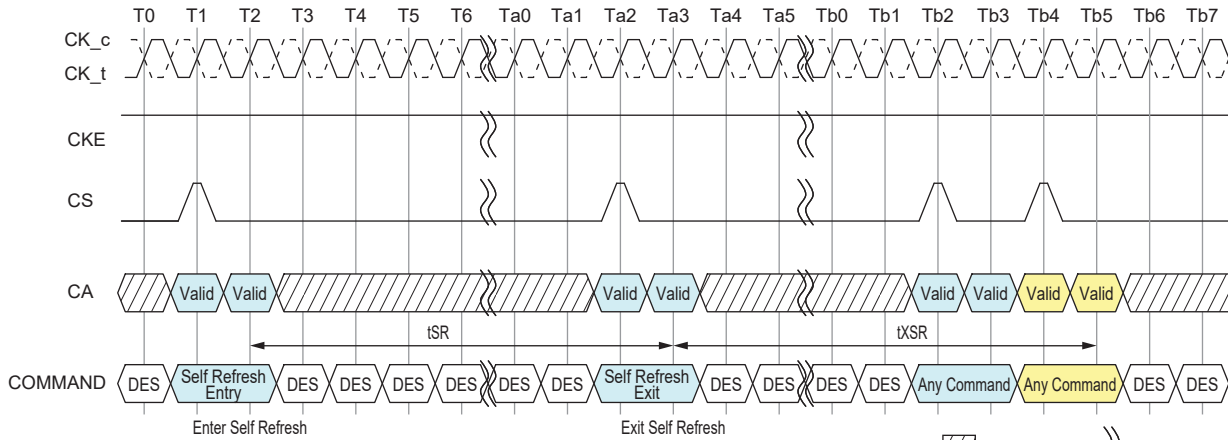 T0 T1 T2 T3 T4 T5 T6 Ta0 Ta1 Ta2 Ta3 Ta4 Ta5 Tb0 Tb1 Tb2 Tb3 Tb4 Tb5 Tb6 Tb7
CK_c
CK_t
CKE
CS
CA Valid Valid Valid Valid Valid Valid Valid Valid
tSR tXSR
COMMAND DES Self Refresh Entry DES DES DES DES DES DES Self Refresh Exit DES DES DES DES Any Command Any Command DES DES
Enter Self Refresh Exit Self Refresh